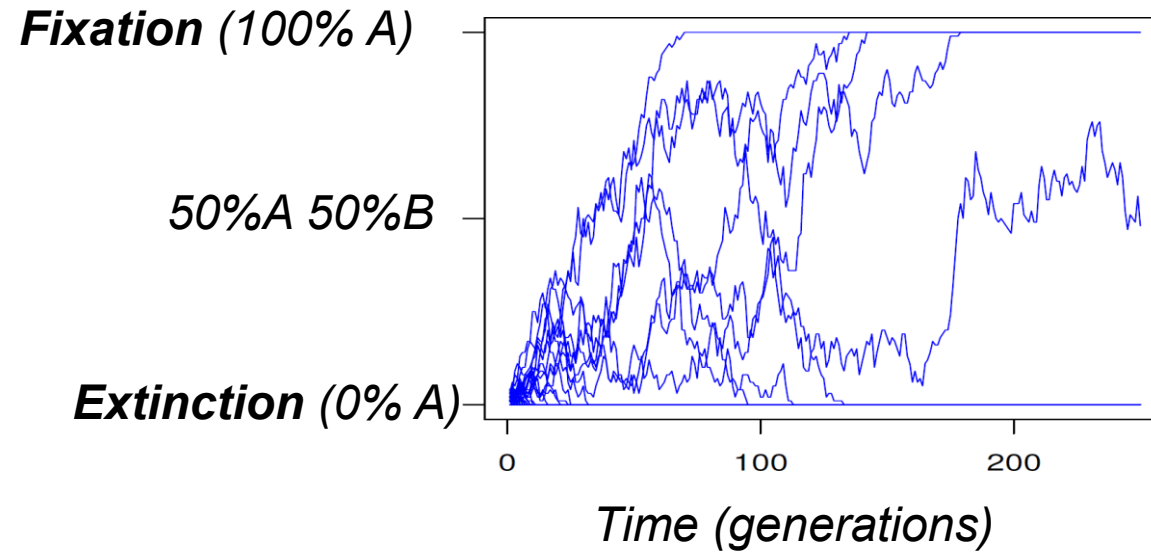 Fixation (100% A)
50%A 50%B
Extinction (0% A)
0 100 200
Time (generations)